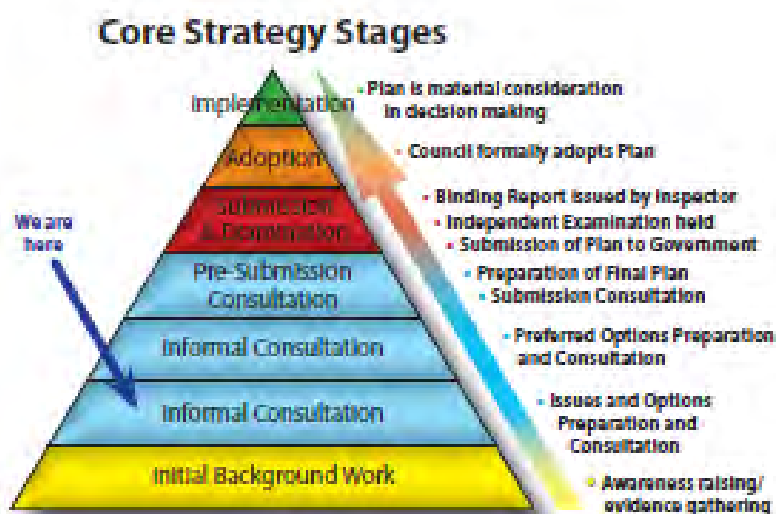 Core Strategy Stages
Implementation
Adoption
Submission
& Examination
Pre-Submission
Consultation
Informal Consultation
Informal Consultation
Initial Background Work
We are
here
• Plan is material consideration
in decision making
• Council formally adopts Plan
• Binding Report issued by Inspector
• Independent Examination held
• Submission of Plan to Government
• Preparation of Final Plan
• Submission Consultation
• Preferred Options Preparation
and Consultation
• Issues and Options
Preparation and
Consultation
• Awareness raising/
evidence gathering